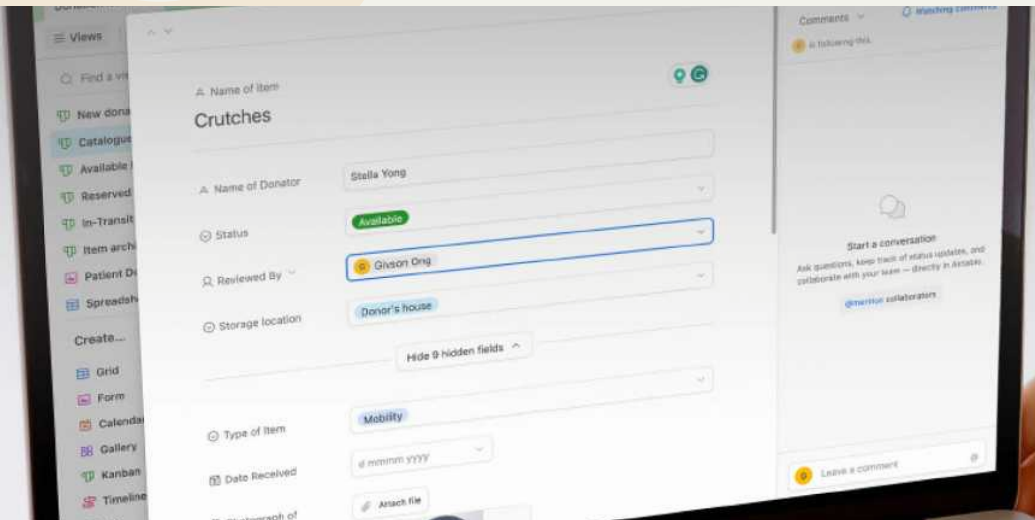 Views
Find a
New dona
Catalogue
Available
Reserved
In-Transit
Item arch
Patient D
Spreadsh
Create...
Grid
Form
Calendar
Gallery
Kanban
Timeline
Name of Item
Crutches
Name of Donator
Stella Yong
Status
Available
Reviewed By
G Givson Ong
Storage location
Donor's house
Hide 9 hidden fields
Type of Item
Mobility
Date Received
d mmmm yyyy
Attach file
Comments
Watching comments
G is following this.
Start a conversation
Ask questions, keep track of status updates, and
collaborate with your team — directly in Airtable.
@mention collaborators
G Leave a comment @